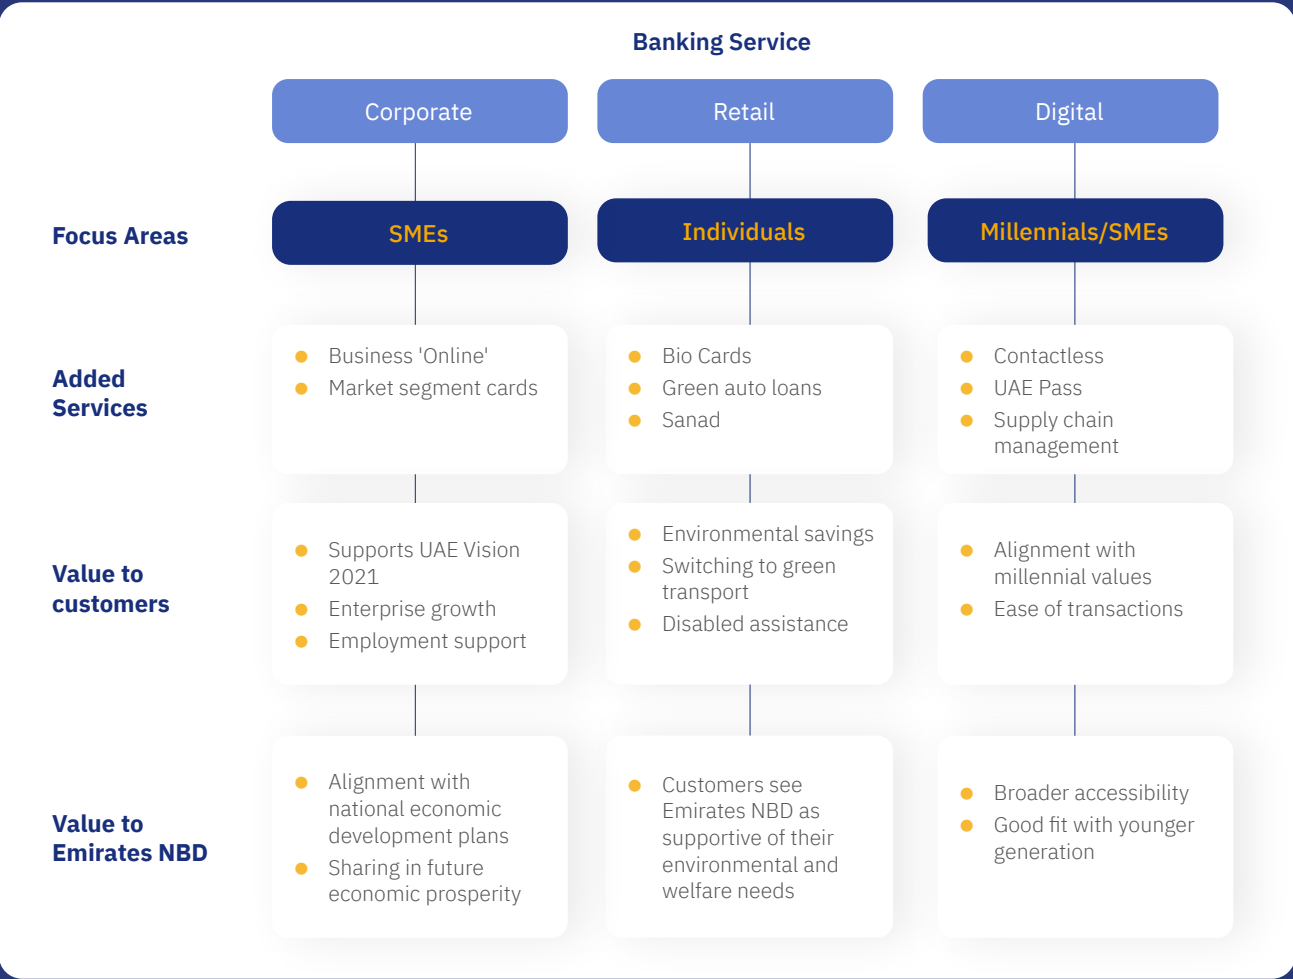 Banking Service
Corporate
Retail
Digital
Focus Areas
SMEs
Individuals
Millennials/SMEs
Added
Services
Business 'Online'
Market segment cards
Bio Cards
Green auto loans
Sanad
Contactless
UAE Pass
Supply chain
management
Value to
customers
Supports UAE Vision
2021
Enterprise growth
Employment support
Environmental savings
Switching to green
transport
Disabled assistance
Alignment with
millennial values
Ease of transactions
Value to
Emirates NBD
Alignment with
national economic
development plans
Sharing in future
economic prosperity
Customers see
Emirates NBD as
supportive of their
environmental and
welfare needs
Broader accessibility
Good fit with younger
generation